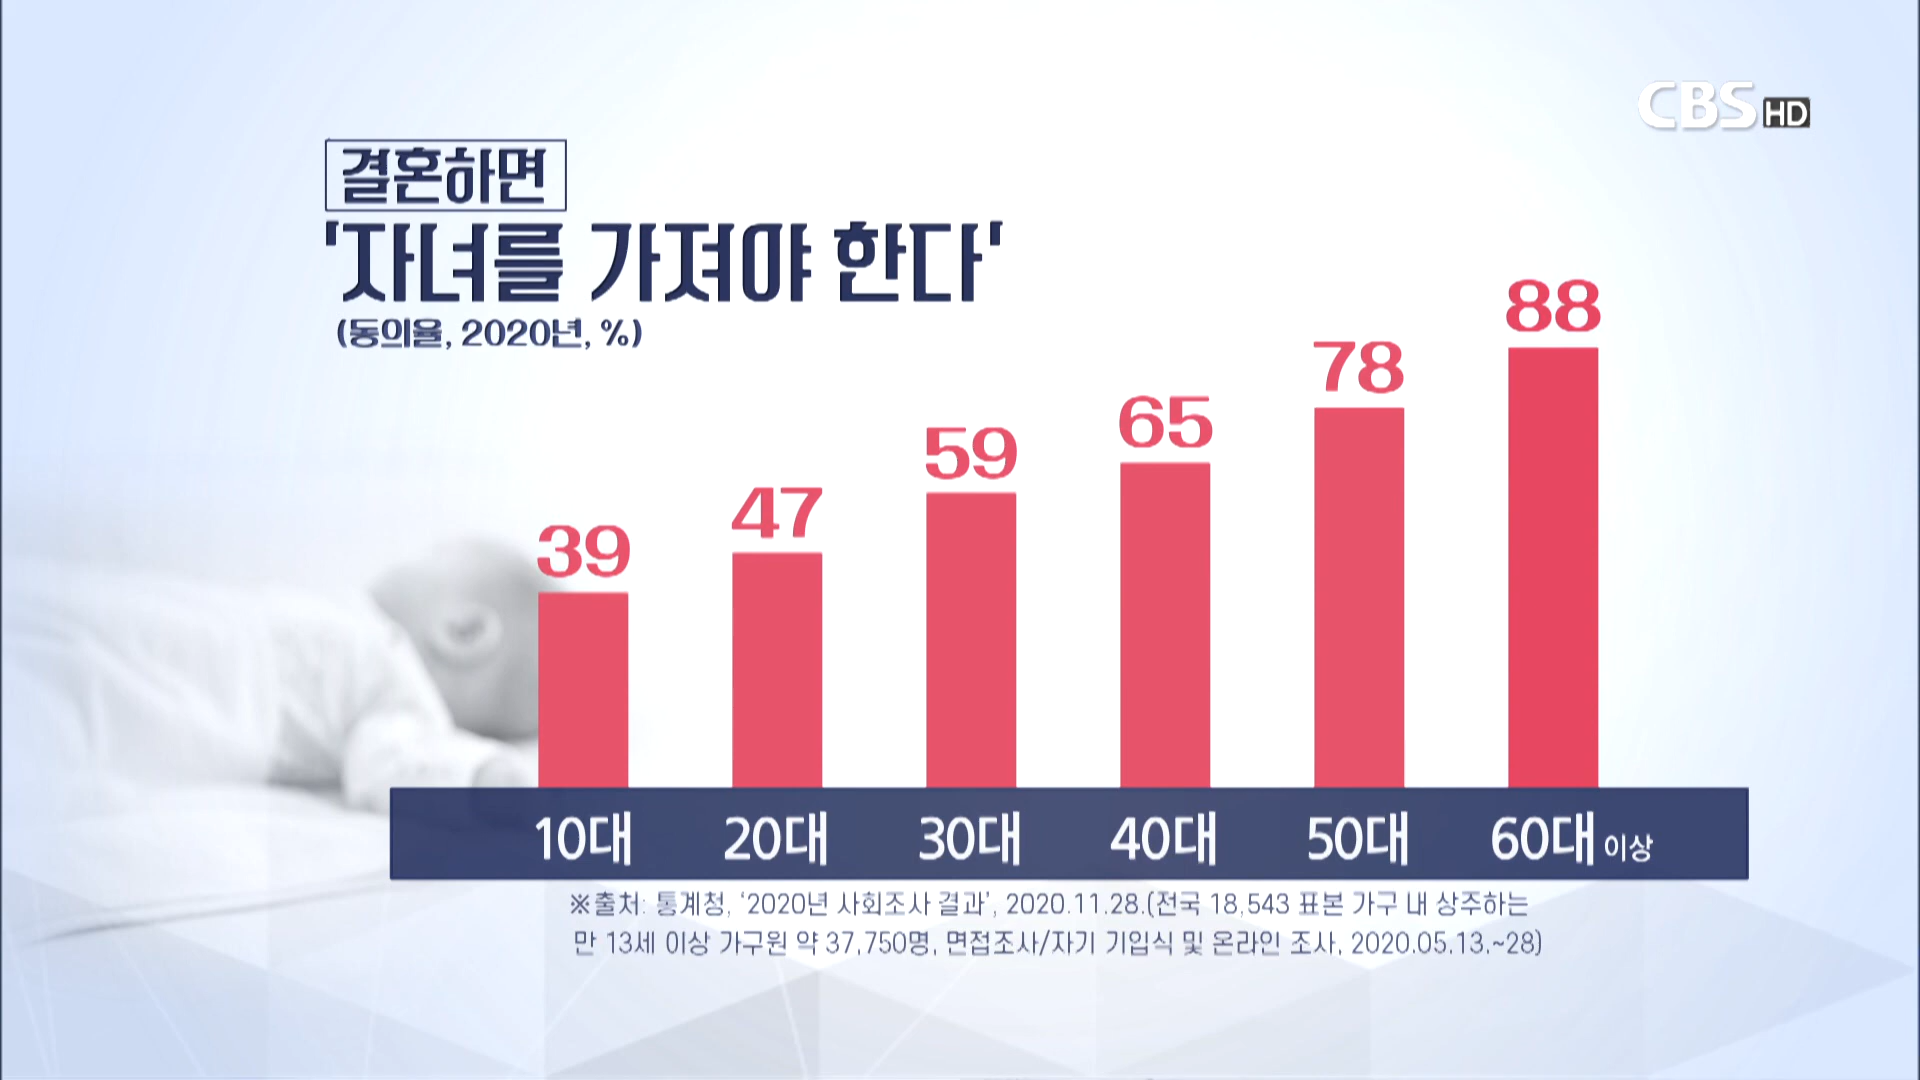 CBS HD
결혼하면
'자녀를 가져야 한다'
(동의율, 2020년, %)
39
47
59
65
78
88
10대
20대
30대
40대
50대
60대 이상
※출처: 통계청, ‘2020년 사회조사 결과’, 2020.11.28.(전국 18,543 표본 가구 내 상주하는
만 13세 이상 가구원 약 37,750명, 면접조사/자기 기입식 및 온라인 조사, 2020.05.13.~28)